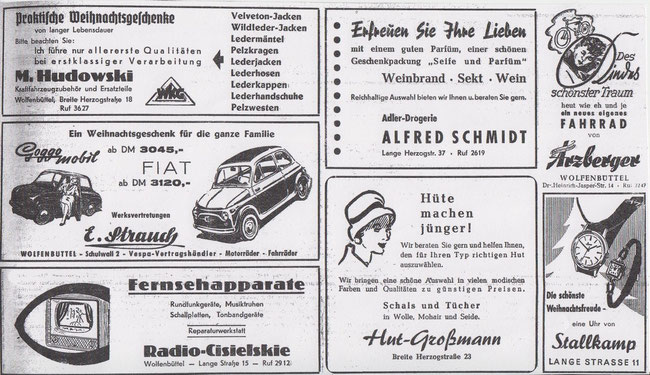 Praktische Weihnachtsgeschenke
von langer Lebensdauer
Bitte beachten Sie:
Ich führe nur allererste Qualitäten
bei erstklassiger Verarbeitung
M. Hudowski
Kraftfahrzeugzubehör und Ersatzteile
Wolfenbüttel, Breite Herzogstraße 18
Ruf 3627
WKG
Velveton-Jacken
Wildleder-Jacken
Ledermäntel
Pelzkragen
Lederjacken
Lederhosen
Lederkappen
Lederhandschuhe
Pelzwesten
Ein Weihnachtsgeschenk für die ganze Familie
Goggomobil
ab DM 3045,-
FIAT
ab DM 3120,-
Werksvertretungen
E. Strauch
WOLFENBÜTTEL - Schulwall 2 - Vespa-Vertragshändler - Motorräder - Fahrräder
Fernsehapparate
Rundfunkgeräte, Musiktruhen
Schallplatten, Tonbandgeräte
Reparaturwerkstatt
Radio-Cisielskie
Wolfenbüttel — Lange Straße 15 — Ruf 2912
Erfreuen Sie Ihre Lieben
mit einem guten Parfüm, einer schönen
Geschenkpackung „Seife und Parfüm"
Weinbrand · Sekt · Wein
Reichhaltige Auswahl bieten wir Ihnen u. beraten Sie gern.
Adler-Drogerie
ALFRED SCHMIDT
Lange Herzogstr. 37 · Ruf 2619
Hüte
machen
jünger!
Wir beraten Sie gern und helfen Ihnen,
den für Ihren Typ richtigen Hut
auszuwählen.
Wir bringen eine schöne Auswahl in vielen modischen
Farben und Qualitäten zu günstigen Preisen.
Schals und Tücher
in Wolle, Mohair und Seide.
Hut-Großmann
Breite Herzogstraße 23
Des
Kindes
schönster Traum
heut wie eh und je
ein neues eigenes
FAHRRAD
von
Arzberger
WOLFENBÜTTEL
Dr.-Heinrich-Jasper-Str. 14 - Ruf 2247
Die schönste
Weihnachtsfreude -
eine Uhr von
Stallkamp
LANGE STRASSE 11